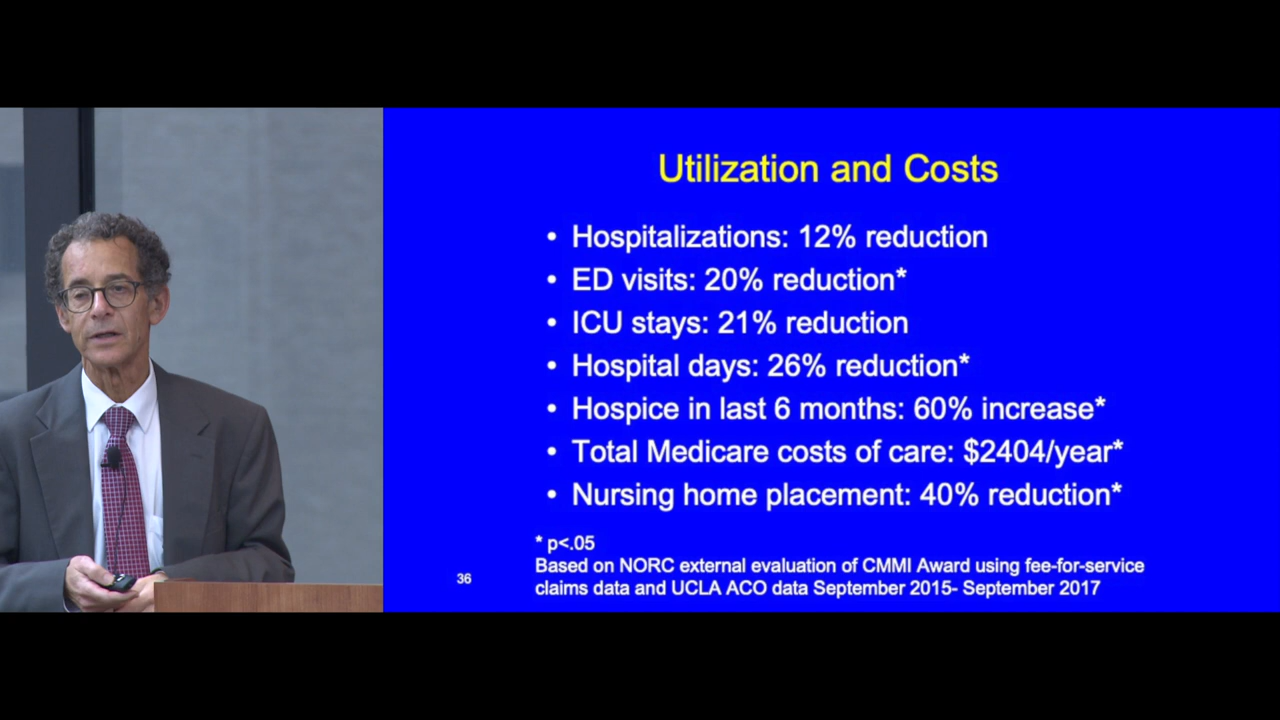 Utilization and Costs
• Hospitalizations: 12% reduction
• ED visits: 20% reduction*
• ICU stays: 21% reduction
• Hospital days: 26% reduction*
• Hospice in last 6 months: 60% increase*
• Total Medicare costs of care: $2404/year*
• Nursing home placement: 40% reduction*
* p<.05
Based on NORC external evaluation of CMMI Award using fee-for-service
claims data and UCLA ACO data September 2015- September 2017
36